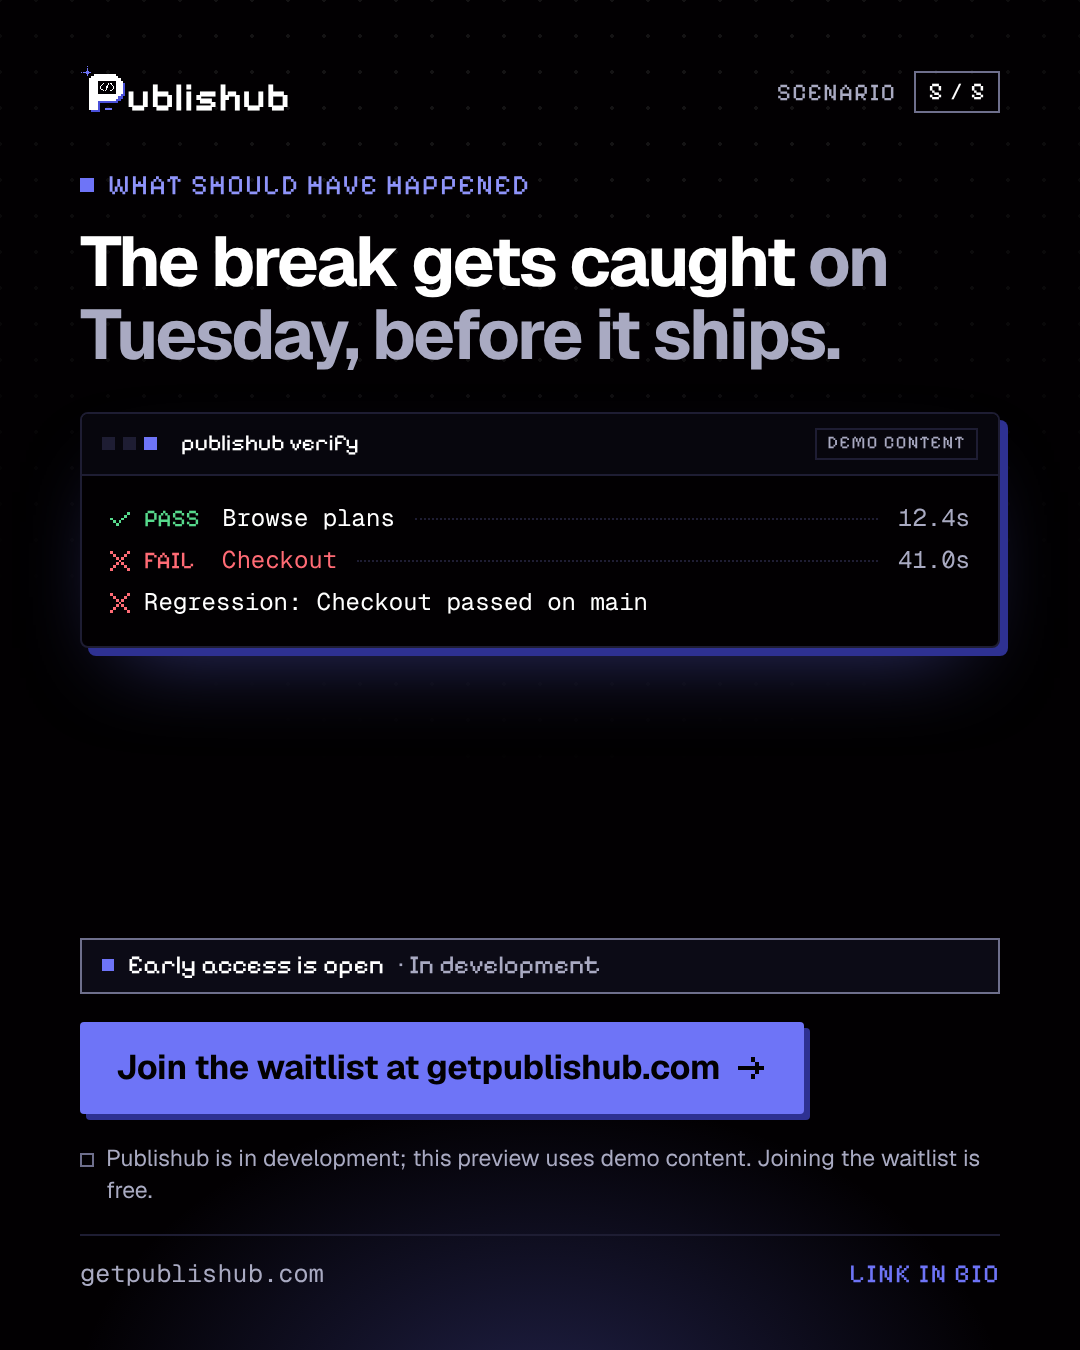 Publishub
SCENARIO
8 / 8
WHAT SHOULD HAVE HAPPENED
The break gets caught on
Tuesday, before it ships.
publishub verify
DEMO CONTENT
PASS Browse plans 12.4s
FAIL Checkout 41.0s
Regression: Checkout passed on main
Early access is open · In development
Join the waitlist at getpublishub.com →
Publishub is in development; this preview uses demo content. Joining the waitlist is
free.
getpublishub.com
LINK IN BIO